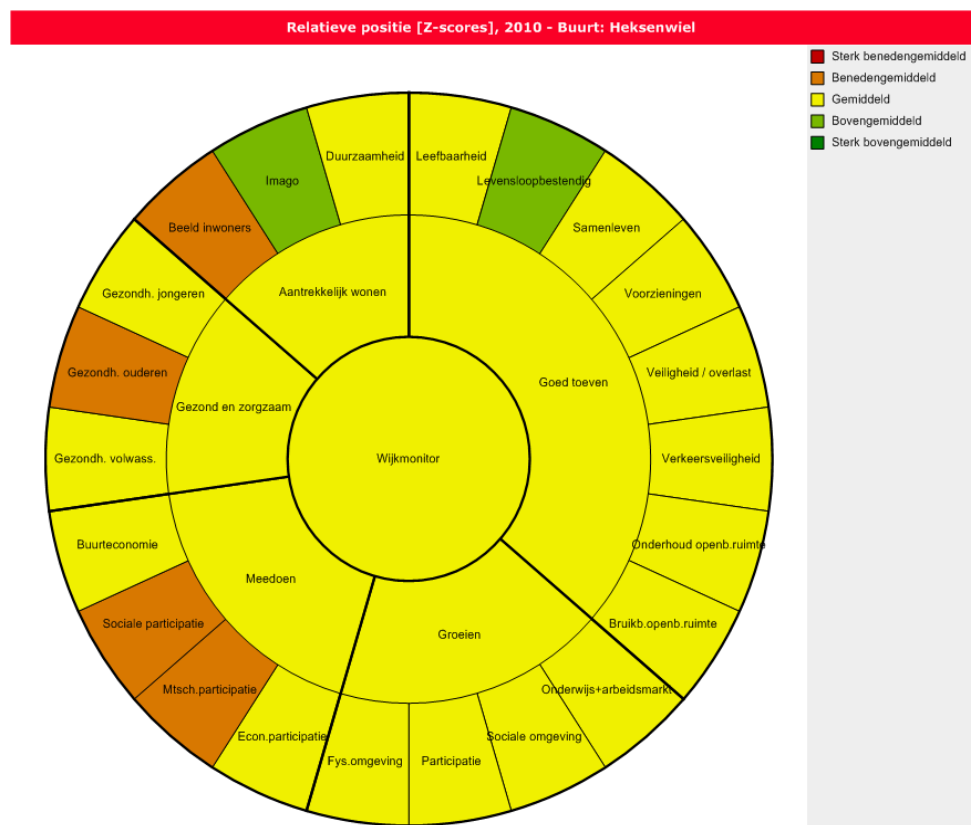 Relatieve positie [Z-scores], 2010 - Buurt: Heksenwiel
Sterk benedengemiddeld
Benedengemiddeld
Gemiddeld
Bovengemiddeld
Sterk bovengemiddeld
Duurzaamheid
Leefbaarheid
Imago
Levensloopbestendig
Beeld inwoners
Samenleven
Aantrekkelijk wonen
Gezondh. jongeren
Voorzieningen
Gezondh. ouderen
Veiligheid / overlast
Goed toeven
Gezond en zorgzaam
Gezondh. volwass.
Wijkmonitor
Verkeersveiligheid
Buurteconomie
Onderhoud openb.ruimte
Meedoen
Sociale participatie
Bruikb.openb.ruimte
Groeien
Mtsch.participatie
Onderwijs+arbeidsmarkt
Econ.participatie
Sociale omgeving
Fys.omgeving
Participatie